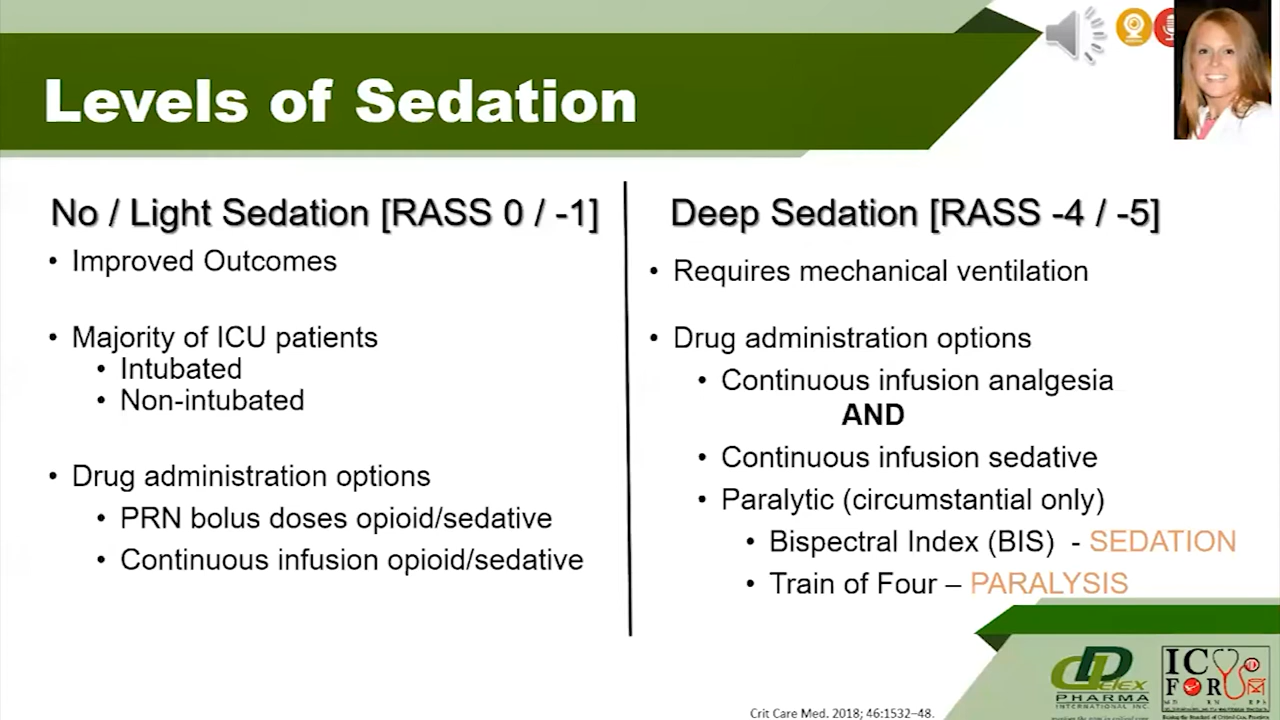 Levels of Sedation
No / Light Sedation [RASS 0 / -1]
• Improved Outcomes
• Majority of ICU patients
• Intubated
• Non-intubated
• Drug administration options
• PRN bolus doses opioid/sedative
• Continuous infusion opioid/sedative
Deep Sedation [RASS -4 / -5]
• Requires mechanical ventilation
• Drug administration options
• Continuous infusion analgesia
AND
• Continuous infusion sedative
• Paralytic (circumstantial only)
• Bispectral Index (BIS) - SEDATION
• Train of Four – PARALYSIS
Delex
PHARMA
INTERNATIONAL INC
IC
FOR
Crit Care Med. 2018; 46:1532–48.